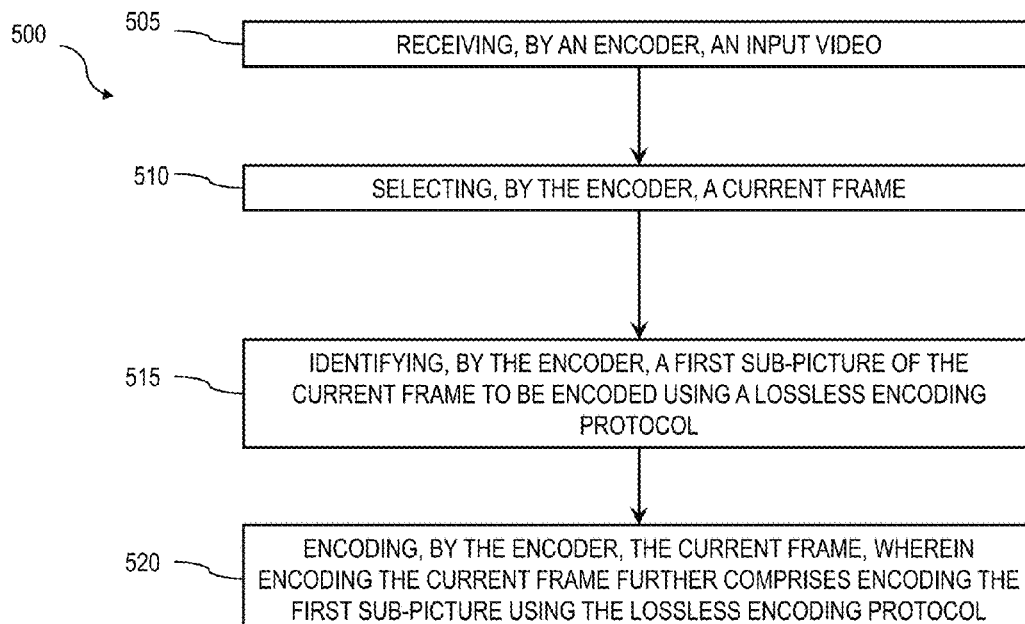 500
505
RECEIVING, BY AN ENCODER, AN INPUT VIDEO
510
SELECTING, BY THE ENCODER, A CURRENT FRAME
515
IDENTIFYING, BY THE ENCODER, A FIRST SUB-PICTURE OF THE
CURRENT FRAME TO BE ENCODED USING A LOSSLESS ENCODING
PROTOCOL
520
ENCODING, BY THE ENCODER, THE CURRENT FRAME, WHEREIN
ENCODING THE CURRENT FRAME FURTHER COMPRISES ENCODING THE
FIRST SUB-PICTURE USING THE LOSSLESS ENCODING PROTOCOL